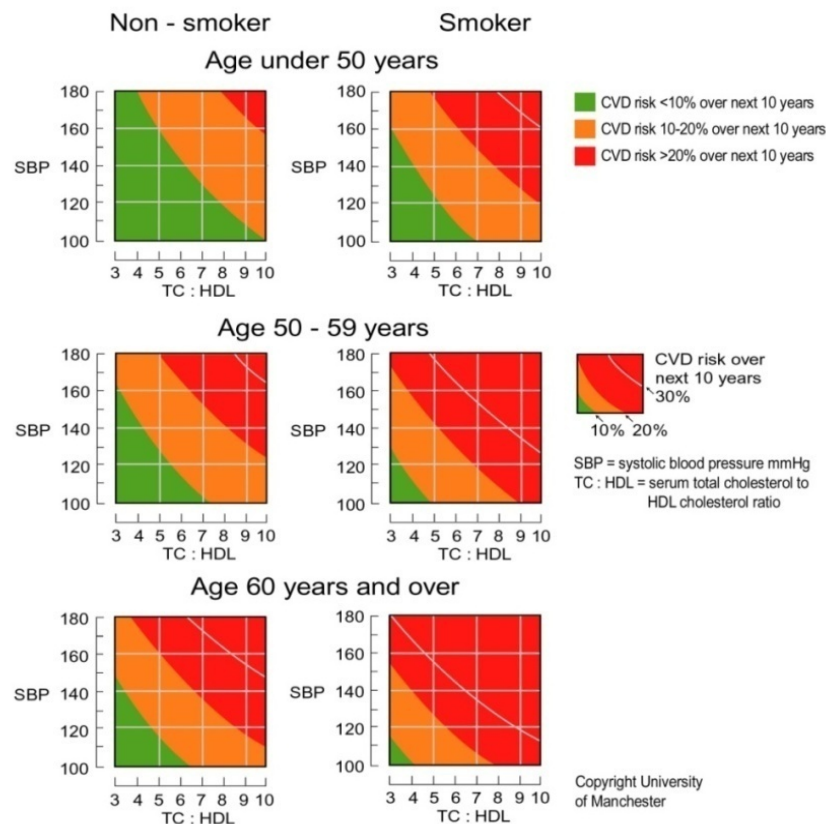 Non - smoker Smoker
Age under 50 years
180 180
160 160
SBP 140 SBP 140
120 120
100 100
3 4 5 6 7 8 9 10 3 4 5 6 7 8 9 10
TC : HDL TC : HDL
CVD risk <10% over next 10 years
CVD risk 10-20% over next 10 years
CVD risk >20% over next 10 years
Age 50 - 59 years
180 180
160 160
SBP 140 SBP 140
120 120
100 100
3 4 5 6 7 8 9 10 3 4 5 6 7 8 9 10
TC : HDL TC : HDL
CVD risk over
next 10 years
30%
10% 20%
SBP = systolic blood pressure mmHg
TC : HDL = serum total cholesterol to
HDL cholesterol ratio
Age 60 years and over
180 180
160 160
SBP 140 SBP 140
120 120
100 100
3 4 5 6 7 8 9 10 3 4 5 6 7 8 9 10
TC : HDL TC : HDL
Copyright University
of Manchester